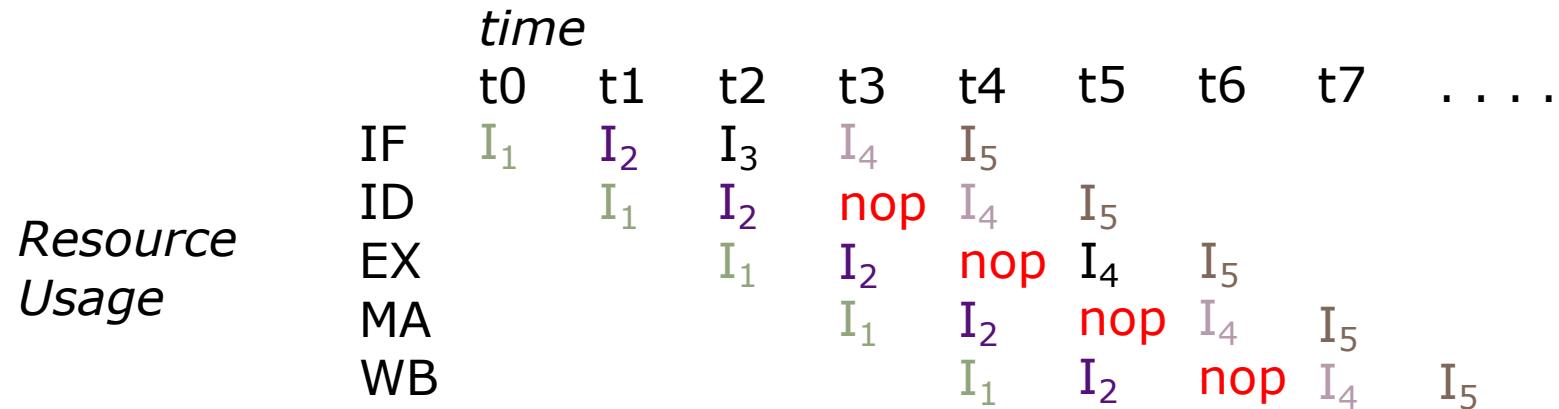 time
t0 t1 t2 t3 t4 t5 t6 t7 . . . .
IF I₁ I₂ I₃ I₄ I₅
ID I₁ I₂ nop I₄ I₅
Resource
EX I₁ I₂ nop I₄ I₅
Usage
MA I₁ I₂ nop I₄ I₅
WB I₁ I₂ nop I₄ I₅